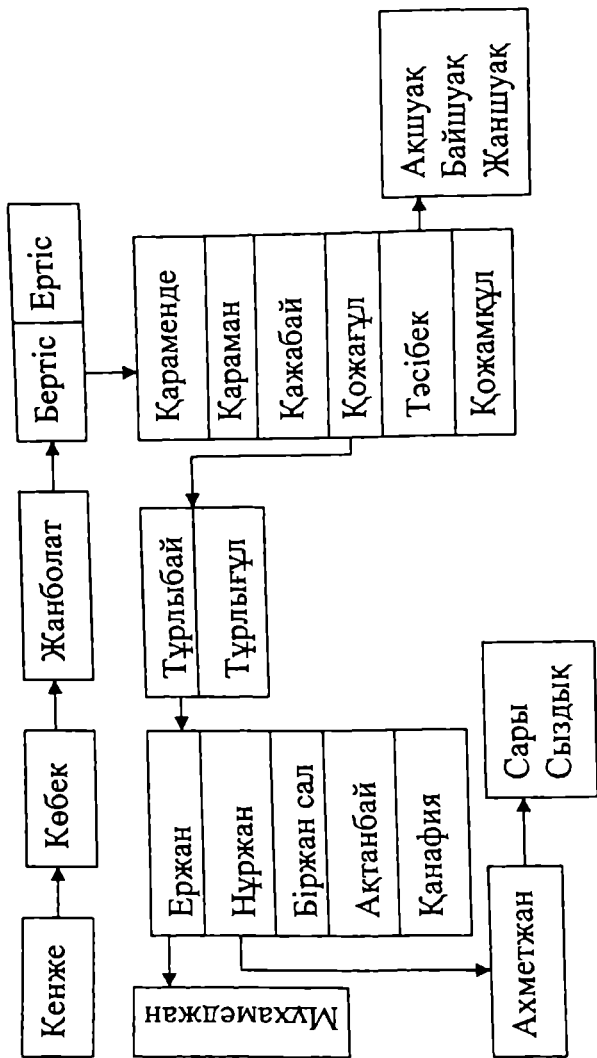 Кенже
Көбек
Жанболат
Бертіс
Ертіс
Қараменде
Қараман
Қажабай
Қожағұл
Тәсібек
Қожамқұл
Ақшуақ
Байшуақ
Жаншуақ
Тұрлыбай
Тұрлығұл
Ержан
Нұржан
Біржан сал
Ақтанбай
Қанафия
Мұхамеджан
Ахметжан
Сары
Сыздық